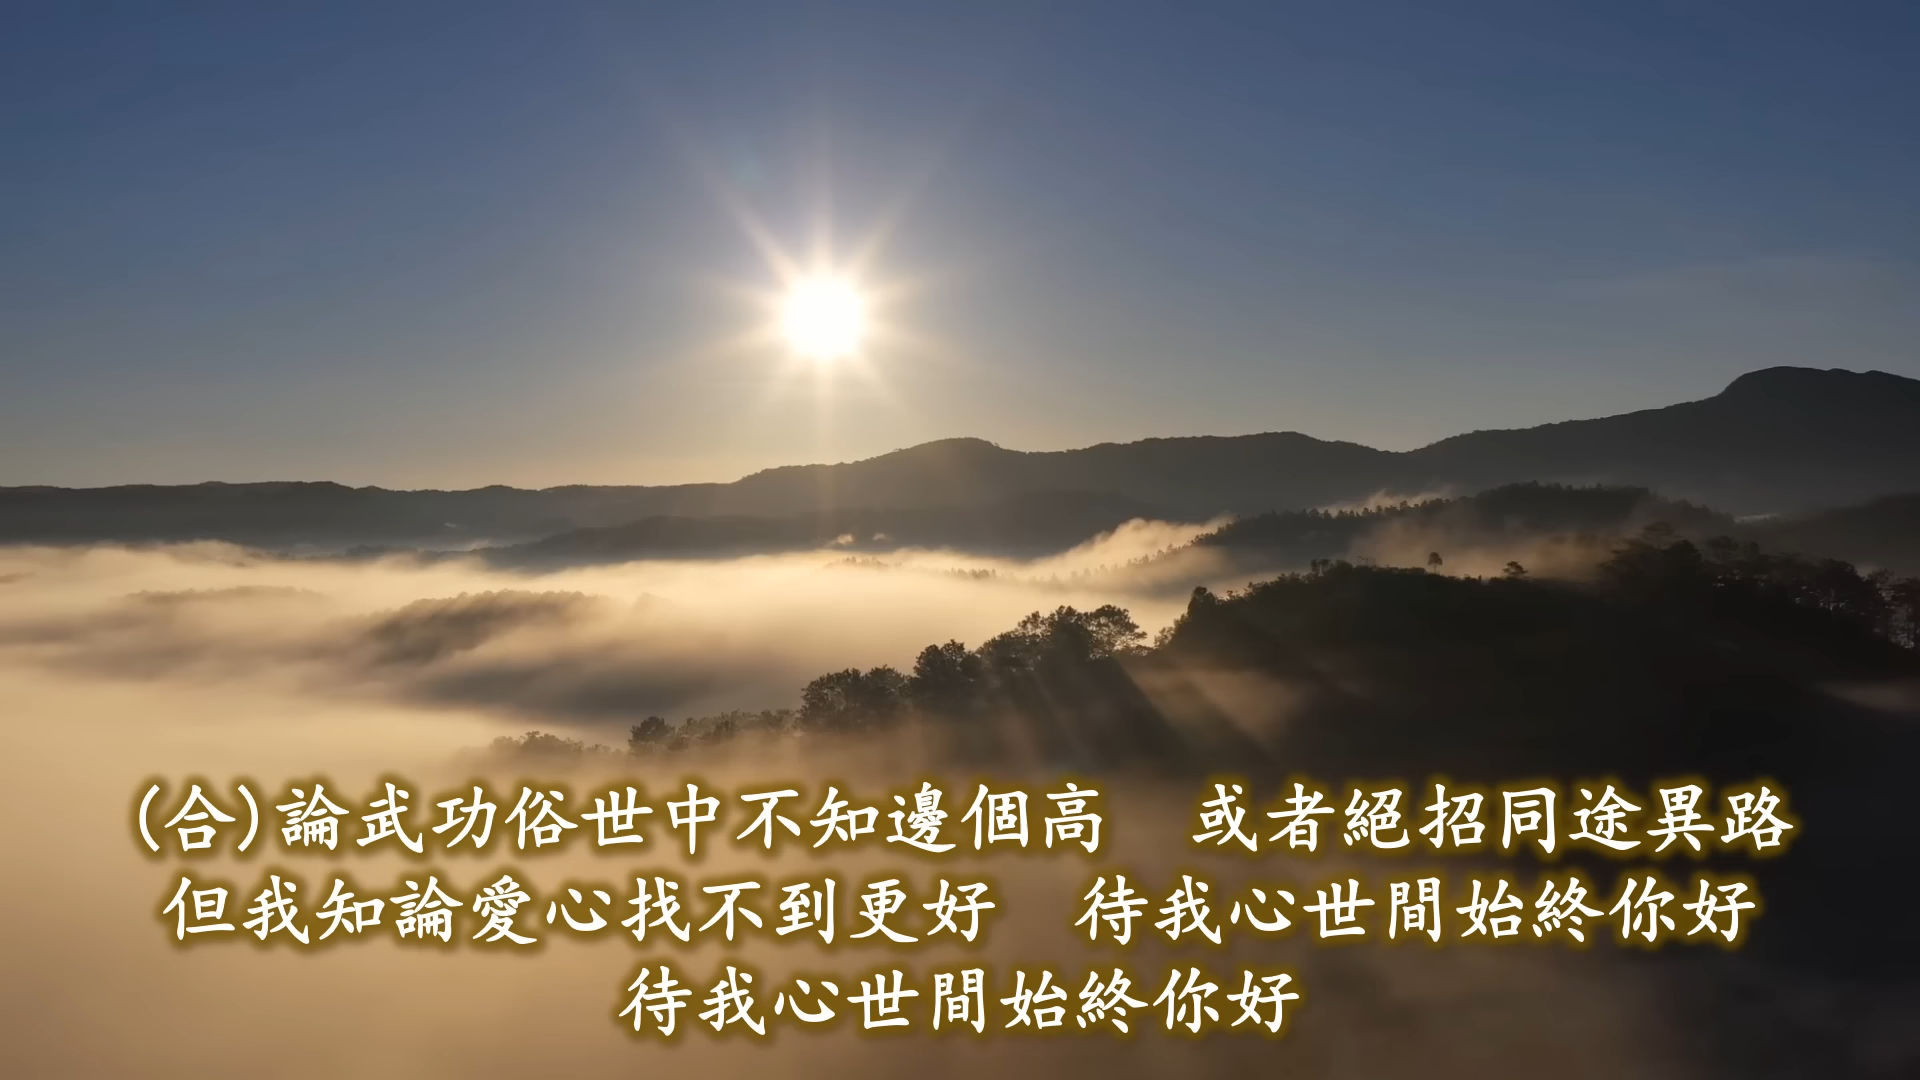 (合)論武功俗世中不知邊個高　或者絕招同途異路
但我知論愛心找不到更好　待我心世間始終你好
待我心世間始終你好